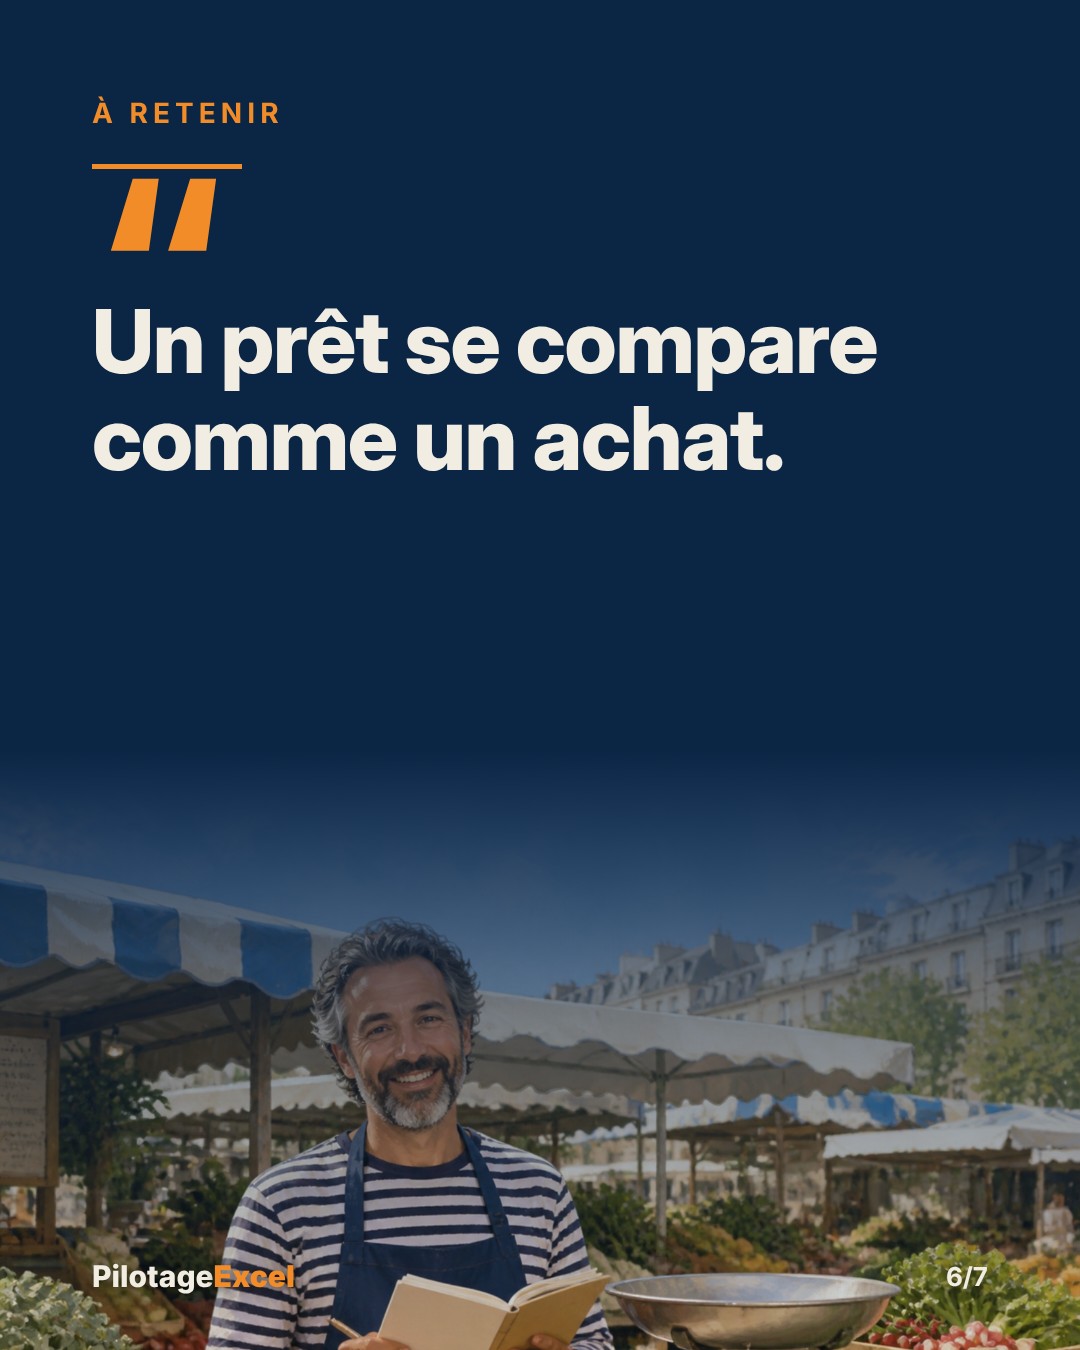 À RETENIR
"
Un prêt se compare
comme un achat.
PilotageExcel
6/7